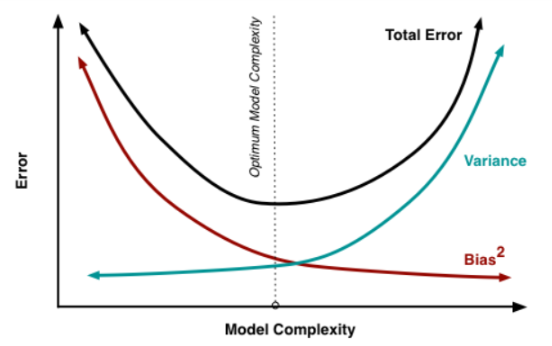 Optimum Model Complexity
Total Error
Variance
Error
Bias²
Model Complexity